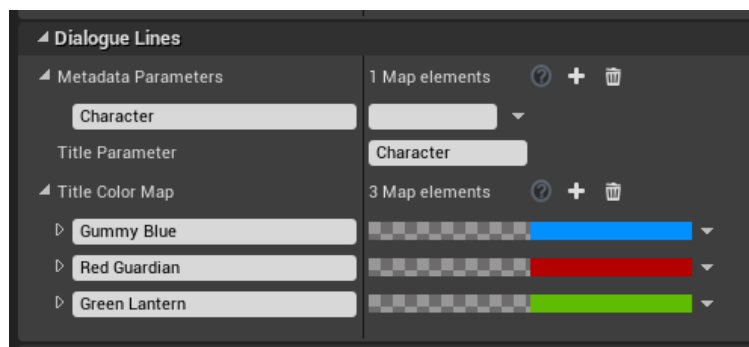 Dialogue Lines
Metadata Parameters 1 Map elements
Character
Title Parameter Character
Title Color Map 3 Map elements
Gummy Blue
Red Guardian
Green Lantern